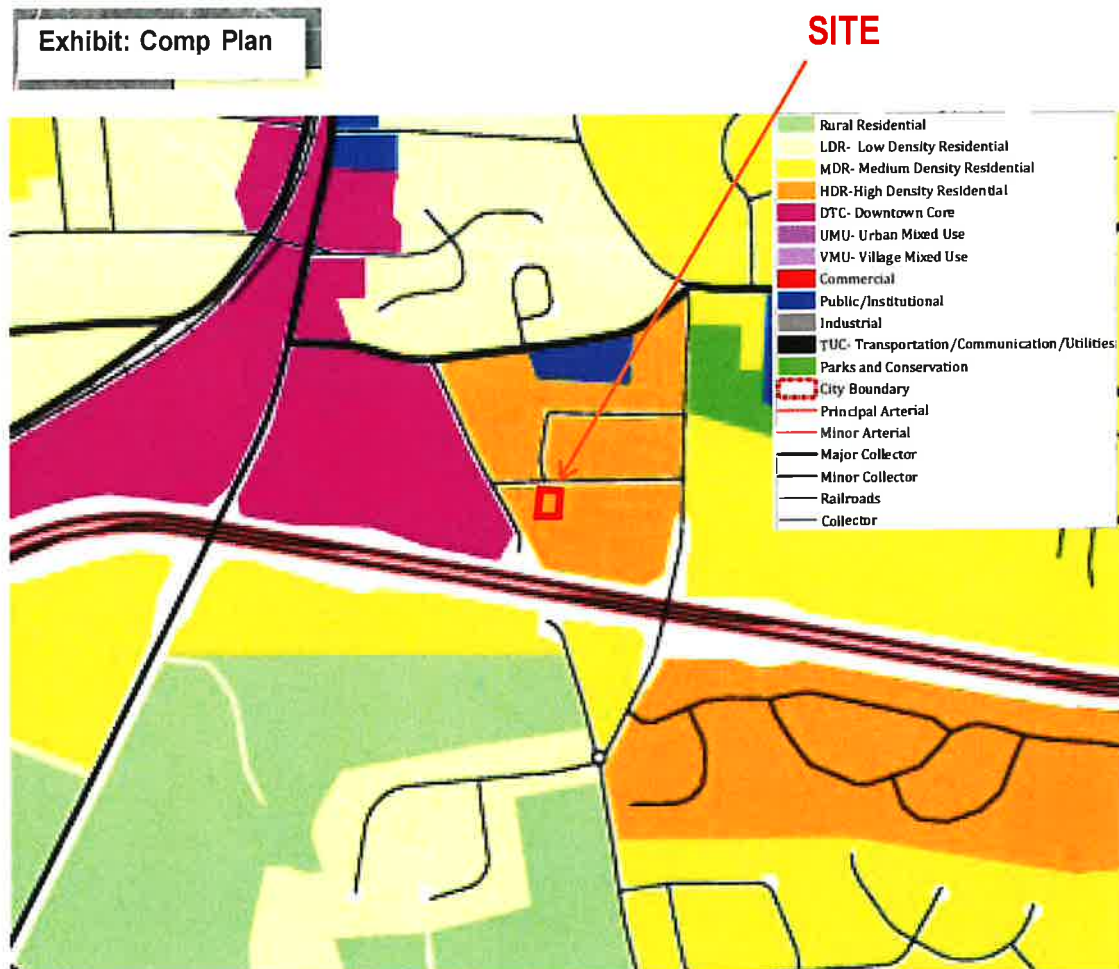 Exhibit: Comp Plan
SITE
Rural Residential
LDR- Low Density Residential
MDR- Medium Density Residential
HDR-High Density Residential
DTC- Downtown Core
UMU- Urban Mixed Use
VMU- Village Mixed Use
Commercial
Public/Institutional
Industrial
TUC- Transportation/Communication/Utilities
Parks and Conservation
City Boundary
Principal Arterial
Minor Arterial
Major Collector
Minor Collector
Railroads
Collector